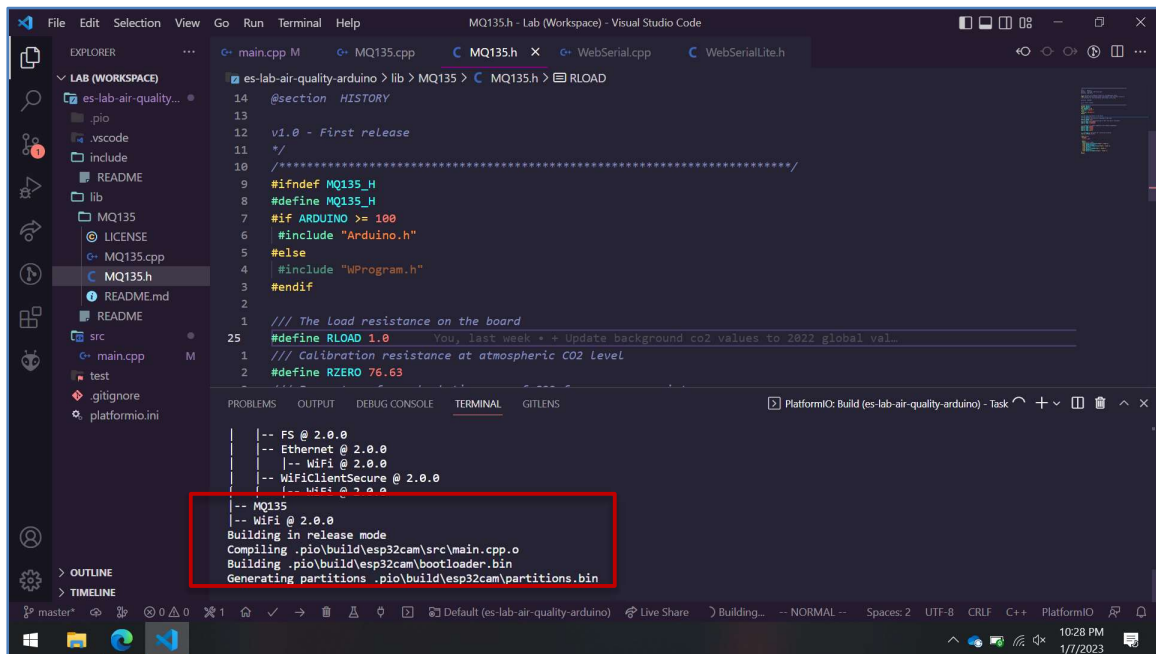 File Edit Selection View Go Run Terminal Help MQ135.h - Lab (Workspace) - Visual Studio Code
EXPLORER
LAB (WORKSPACE)
es-lab-air-quality...
.pio
.vscode
include
README
lib
MQ135
LICENSE
MQ135.cpp
MQ135.h
README.md
README
src
main.cpp M
test
.gitignore
platformio.ini
OUTLINE
TIMELINE
main.cpp M MQ135.cpp MQ135.h WebSerial.cpp WebSerialLite.h
es-lab-air-quality-arduino > lib > MQ135 > C MQ135.h > RLOAD
14 @section HISTORY
13
12 v1.0 - First release
11 */
10 /**************************************************************************/
9 #ifndef MQ135_H
8 #define MQ135_H
7 #if ARDUINO >= 100
6 #include "Arduino.h"
5 #else
4 #include "WProgram.h"
3 #endif
2
1 /// The load resistance on the board
25 #define RLOAD 1.0 You, last week • + Update background co2 values to 2022 global val…
1 /// Calibration resistance at atmospheric CO2 level
2 #define RZERO 76.63
PROBLEMS OUTPUT DEBUG CONSOLE TERMINAL GITLENS PlatformIO: Build (es-lab-air-quality-arduino) - Task
| |-- FS @ 2.0.0
| |-- Ethernet @ 2.0.0
| | |-- WiFi @ 2.0.0
| |-- WiFiClientSecure @ 2.0.0
| | |-- WiFi @ 2.0.0
|-- MQ135
|-- WiFi @ 2.0.0
Building in release mode
Compiling .pio\build\esp32cam\src\main.cpp.o
Building .pio\build\esp32cam\bootloader.bin
Generating partitions .pio\build\esp32cam\partitions.bin
master* 0 0 1 Default (es-lab-air-quality-arduino) Live Share Building... -- NORMAL -- Spaces: 2 UTF-8 CRLF C++ PlatformIO
10:28 PM
1/7/2023